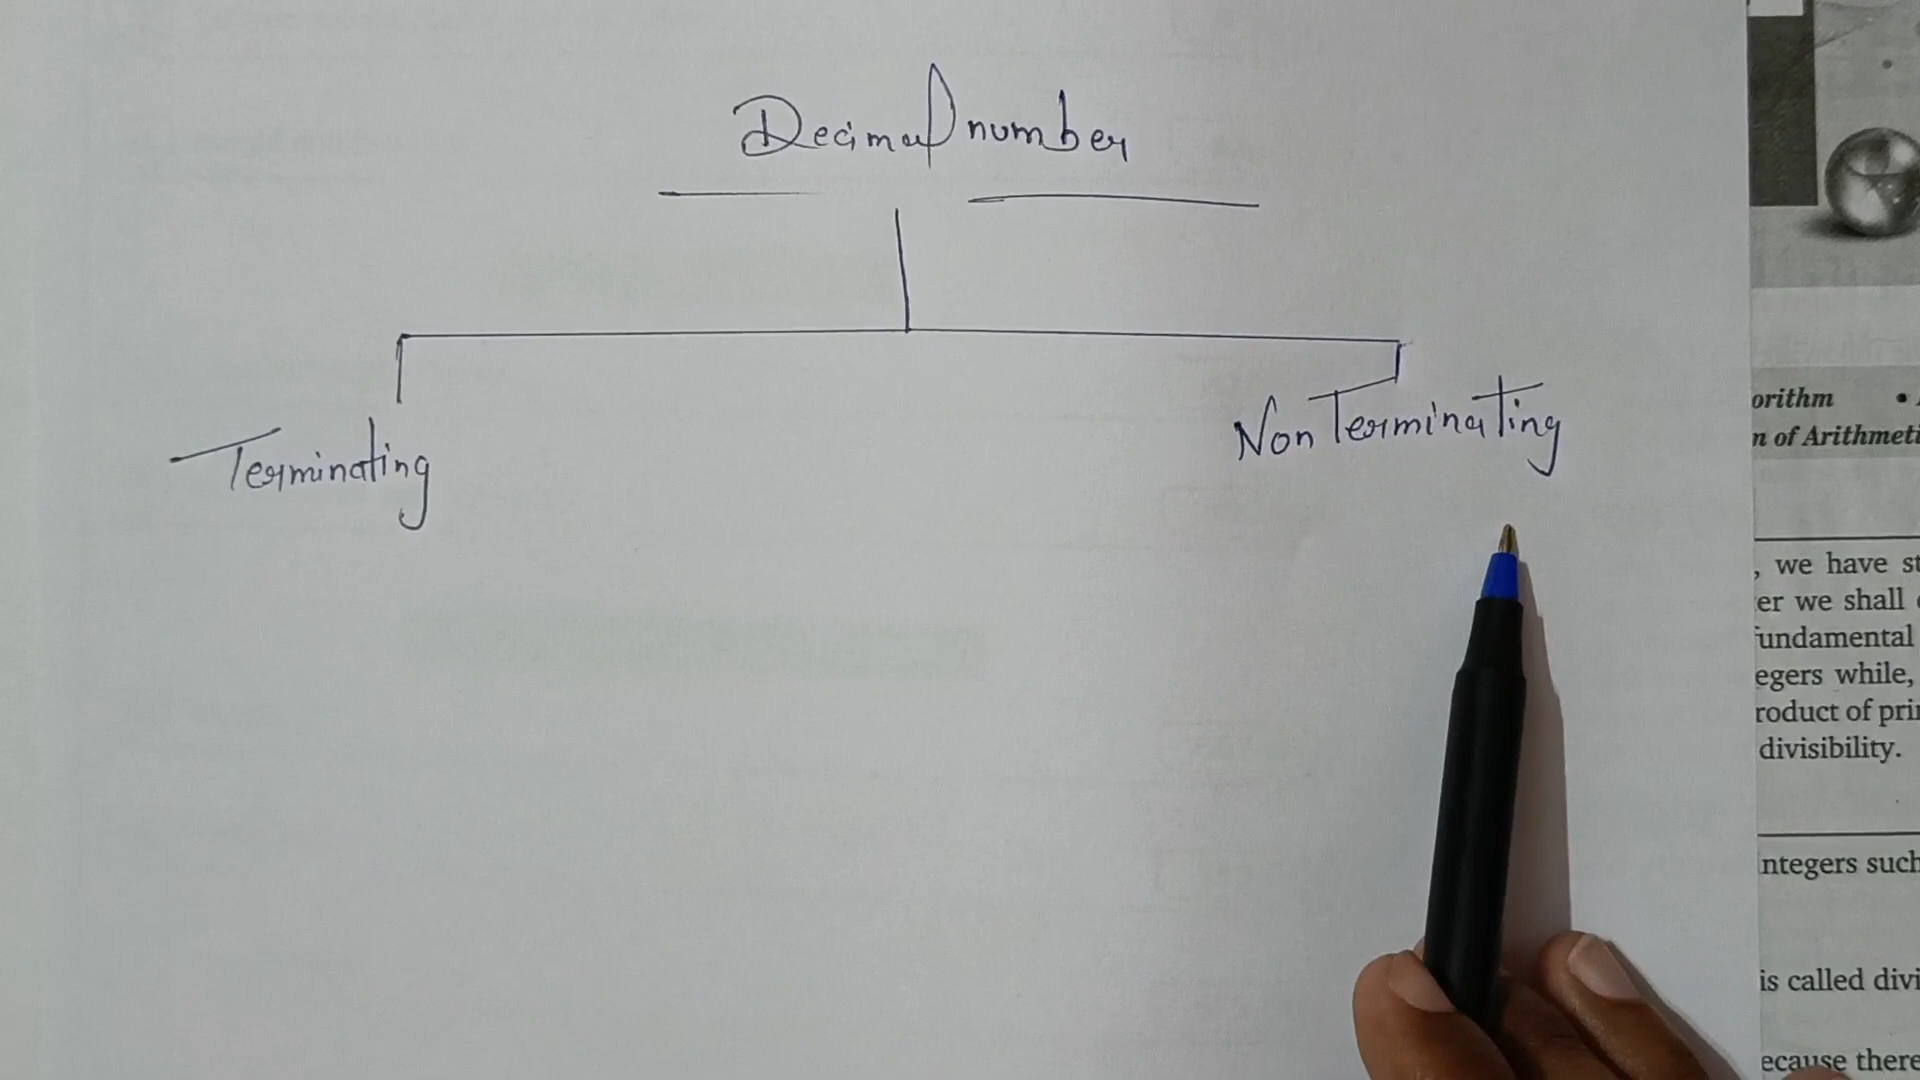 Decimal number
Terminating
Non Terminating
orithm
n of Arithmeti
, we have st
er we shall
undamental
egers while,
roduct of pri
divisibility.
ntegers such
is called divi
ecause there